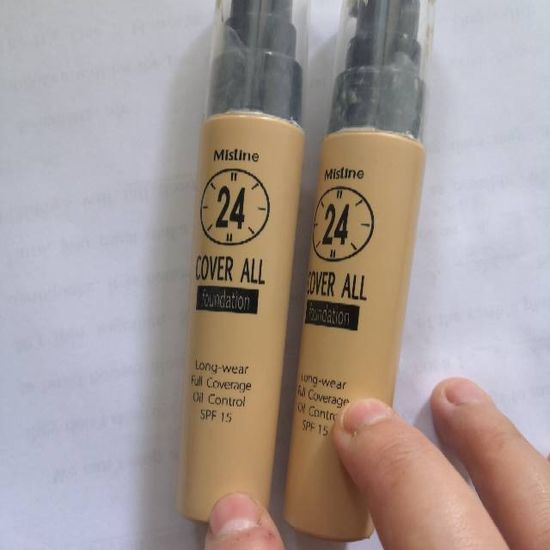 Mistine
24
COVER ALL
foundation
Long-wear
Full Coverage
Oil Control
SPF 15
Mistine
24
COVER ALL
foundation
Long-wear
Full Coverage
Oil Control
SPF 15